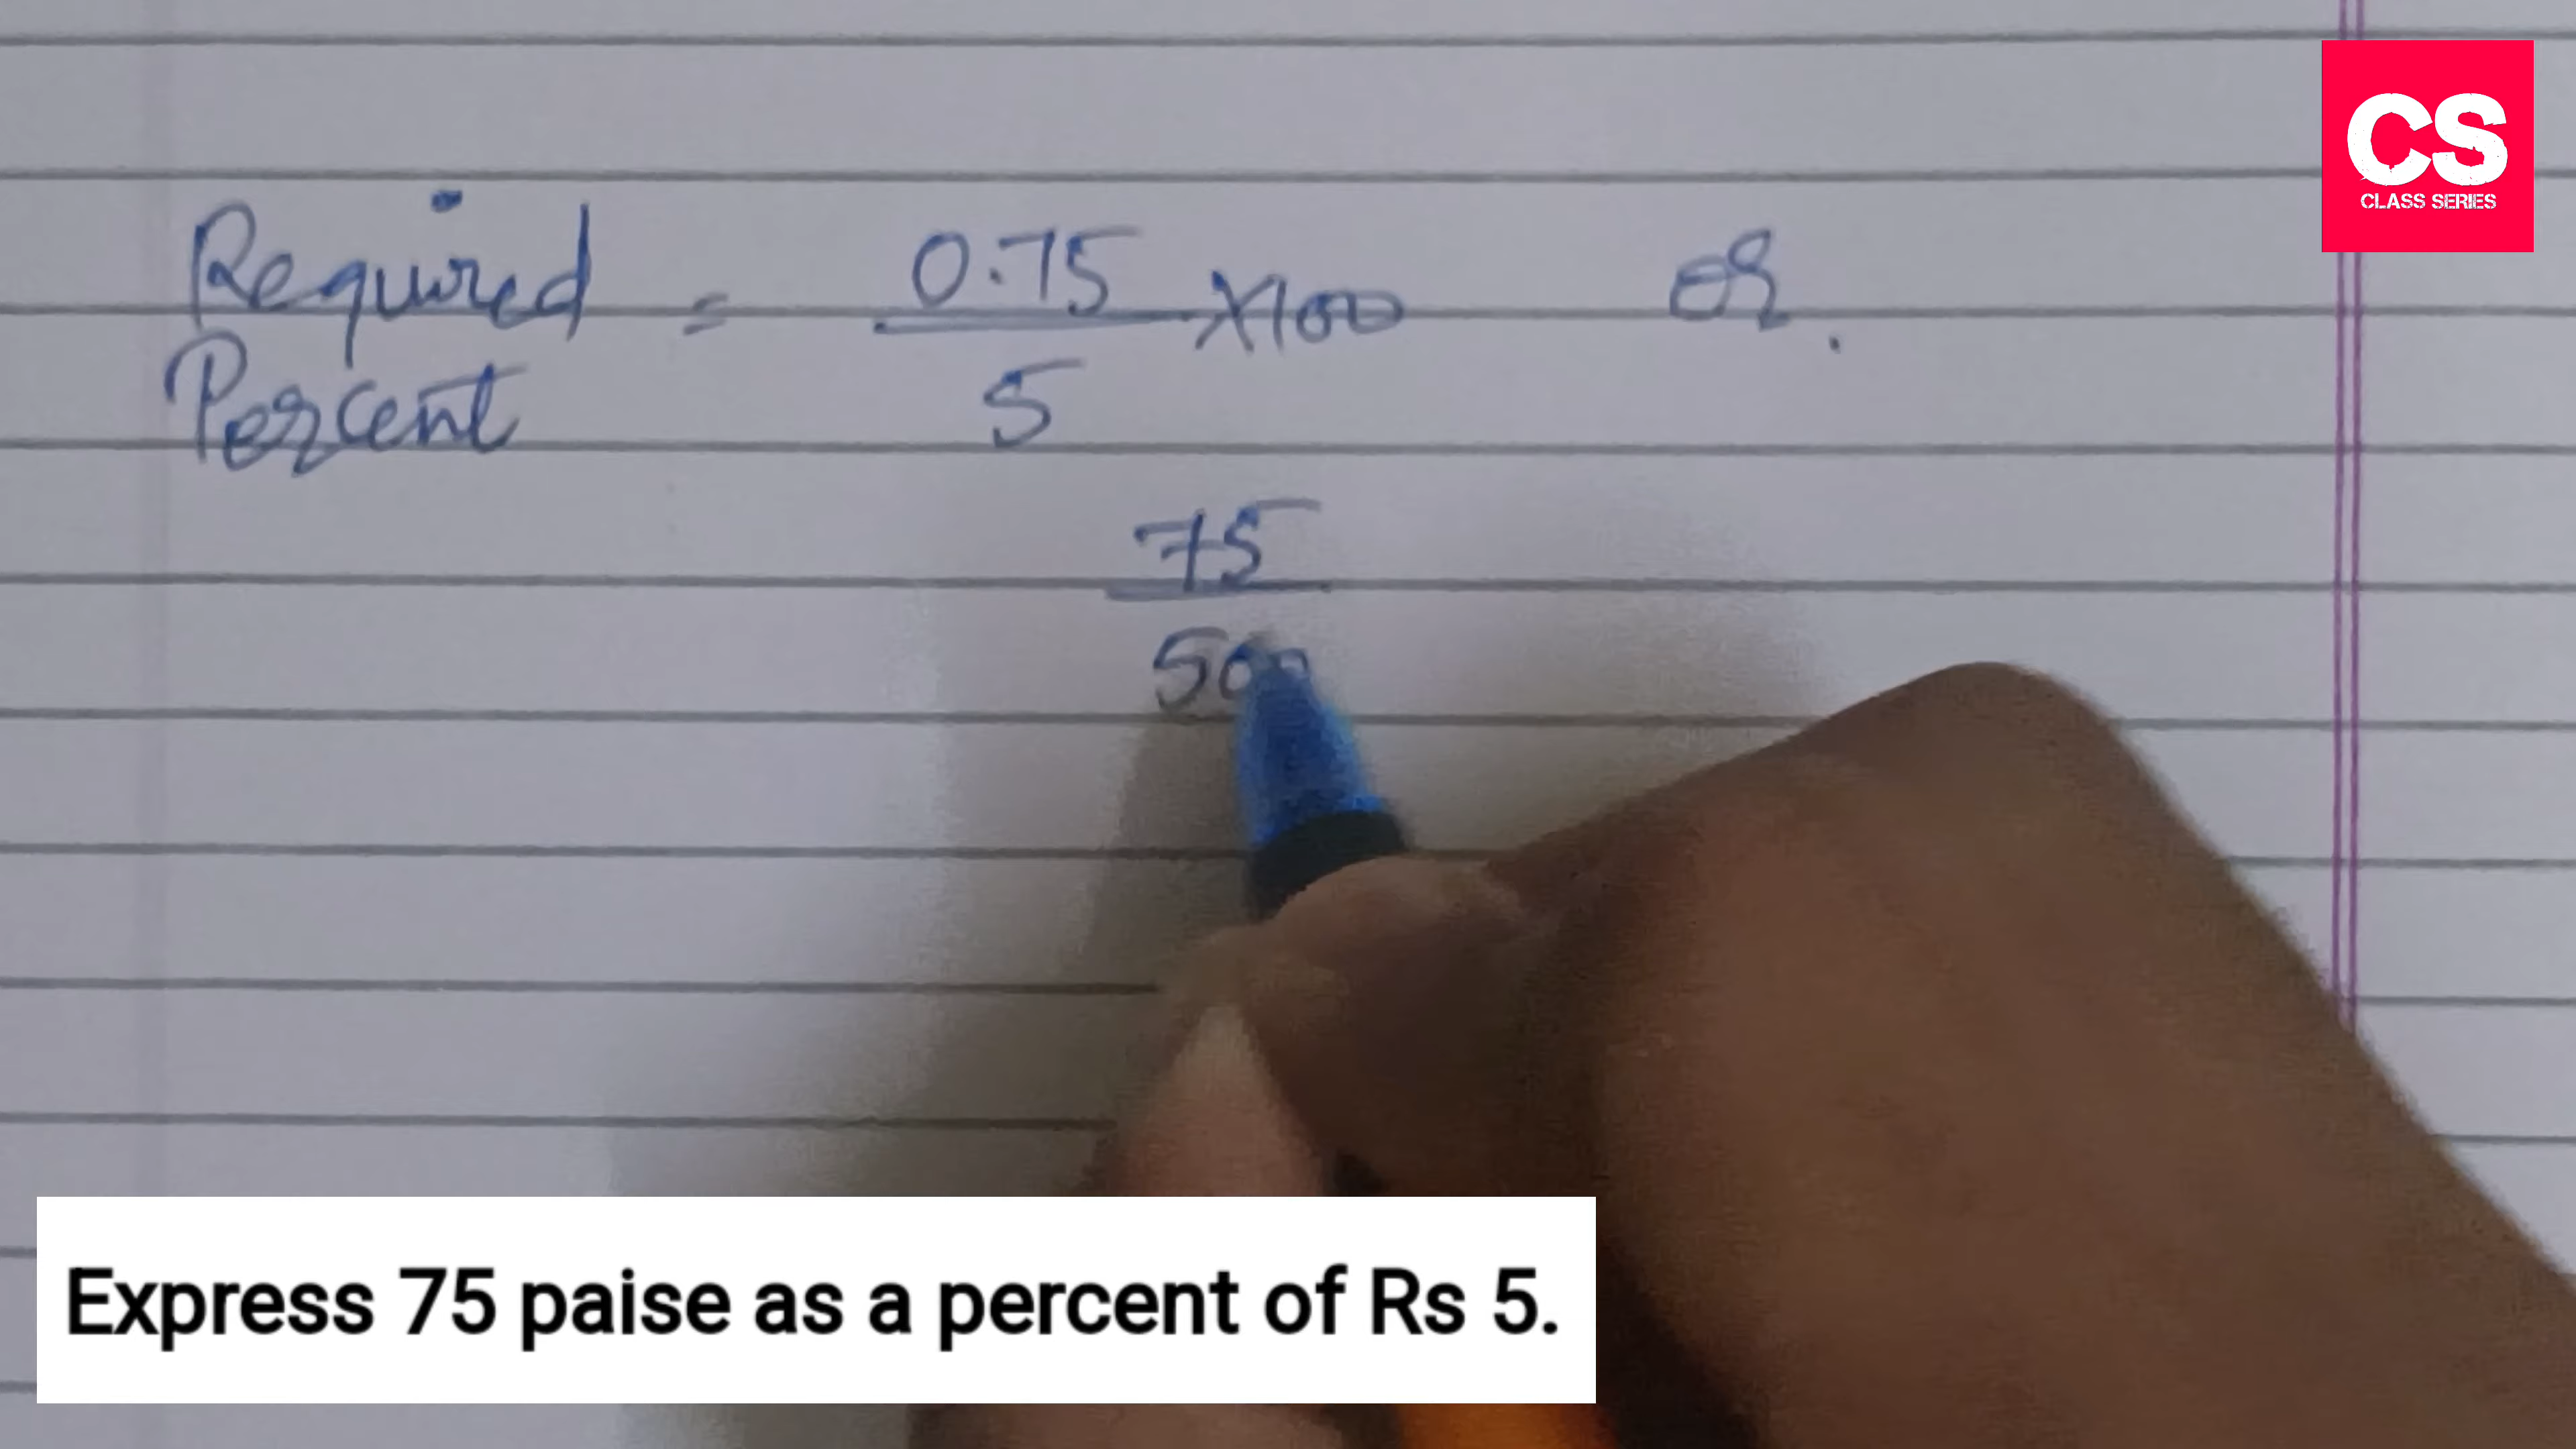 CS
CLASS SERIES
Required
Percent
= 0.75
5
×100 or
75
500
Express 75 paise as a percent of Rs 5.